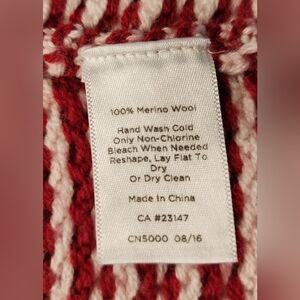 100% Merino Wool
Hand Wash Cold
Only Non-Chlorine
Bleach When Needed
Reshape, Lay Flat To
Dry
Or Dry Clean
Made in China
CA #23147
CN5000 08/16